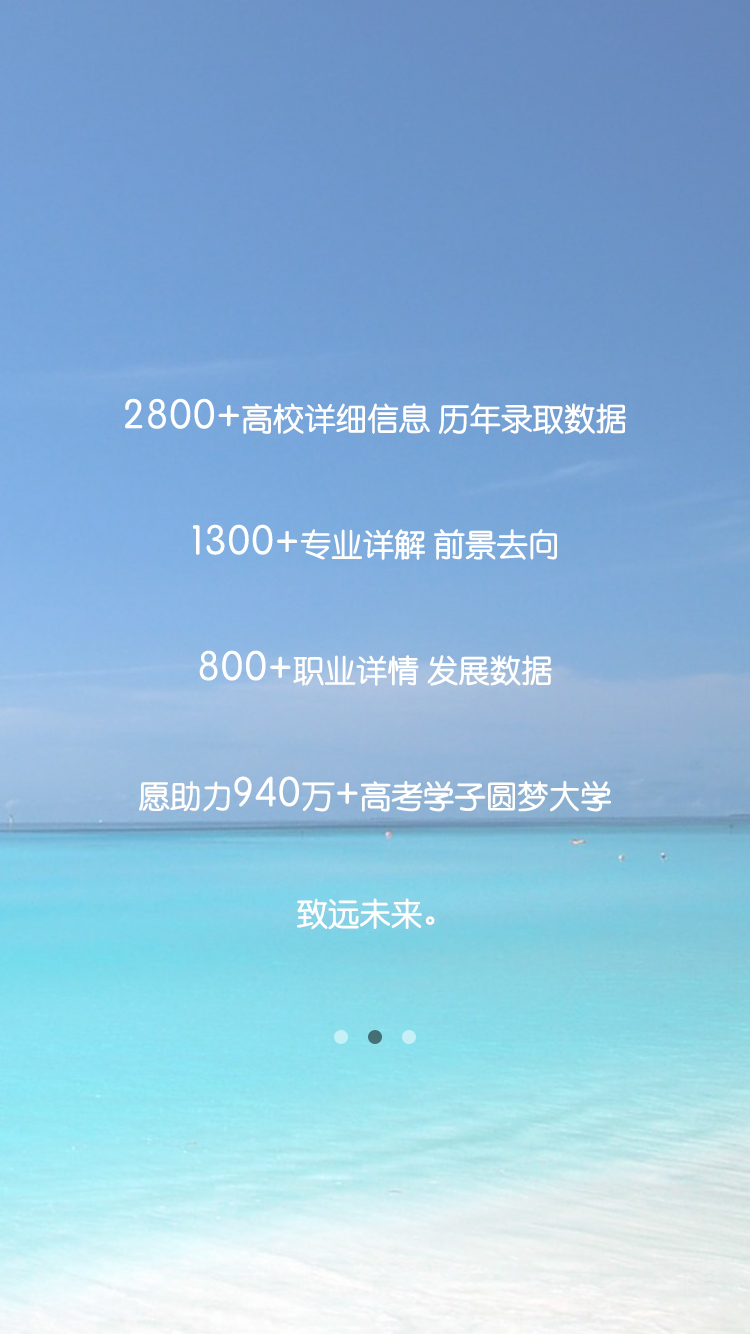 2800+高校详细信息 历年录取数据
1300+专业详解 前景去向
800+职业详情 发展数据
愿助力940万+高考学子圆梦大学
致远未来。